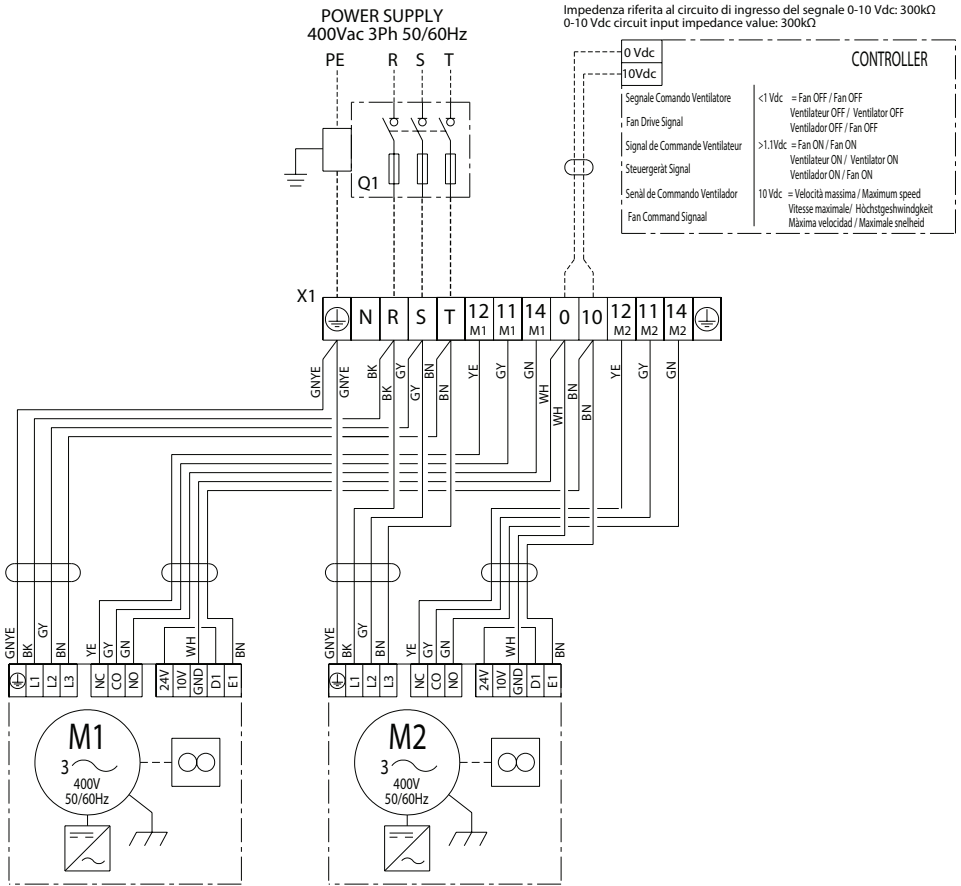 POWER SUPPLY
400Vac 3Ph 50/60Hz
PE R S T
Impedenza riferita al circuito di ingresso del segnale 0-10 Vdc: 300kΩ
0-10 Vdc circuit input impedance value: 300kΩ
0 Vdc
10Vdc
CONTROLLER
Segnale Comando Ventilatore
Fan Drive Signal
Signal de Commande Ventilateur
Steuergeràt Signal
Senàl de Commando Ventilador
Fan Command Signaal
<1 Vdc = Fan OFF / Fan OFF
Ventilateur OFF / Ventilator OFF
Ventilador OFF / Fan OFF
>1.1Vdc = Fan ON / Fan ON
Ventilateur ON / Ventilator ON
Ventilador ON / Fan ON
10 Vdc = Velocità massima / Maximum speed
Vitesse maximale/ Höchstgeshwindgkeit
Màxima velocidad / Maximale snelheid
Q1
X1
N R S T 12 11 14 0 10 12 11 14
M1 M1 M1 M2 M2 M2
GNYE GNYE BK BK GY GY BN BN YE GY GN WH WH BN BN YE GY GN
GNYE BK GY BN YE GY GN WH BN
GNYE BK GY BN YE GY GN WH BN
L1 L2 L3 NC CO NO 24V 10V GND D1 E1
L1 L2 L3 NC CO NO 24V 10V GND D1 E1
M1
3
400V
50/60Hz
M2
3
400V
50/60Hz